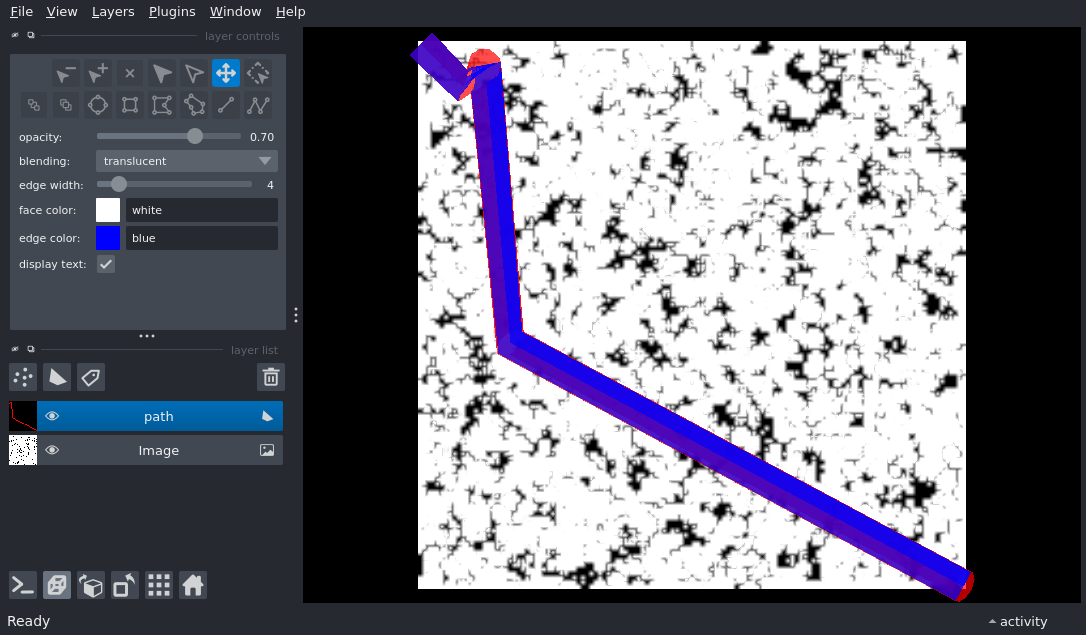 File View Layers Plugins Window Help
layer controls
opacity: 0.70
blending: translucent
edge width: 4
face color: white
edge color: blue
display text:
layer list
path
Image
Ready
activity